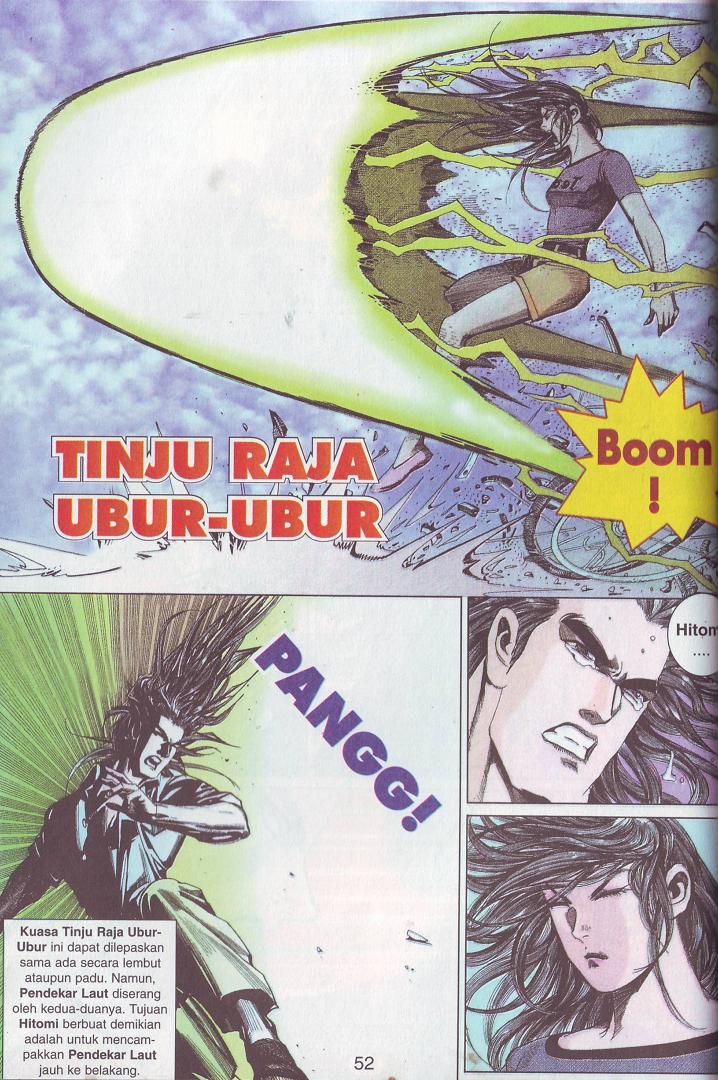 TINJU RAJA
UBUR-UBUR
Boom
!
PANGG!
Hitom
....
Kuasa Tinju Raja Ubur-
Ubur ini dapat dilepaskan
sama ada secara lembut
ataupun padu. Namun,
Pendekar Laut diserang
oleh kedua-duanya. Tujuan
Hitomi berbuat demikian
adalah untuk mencam-
pakkan Pendekar Laut
jauh ke belakang.
52